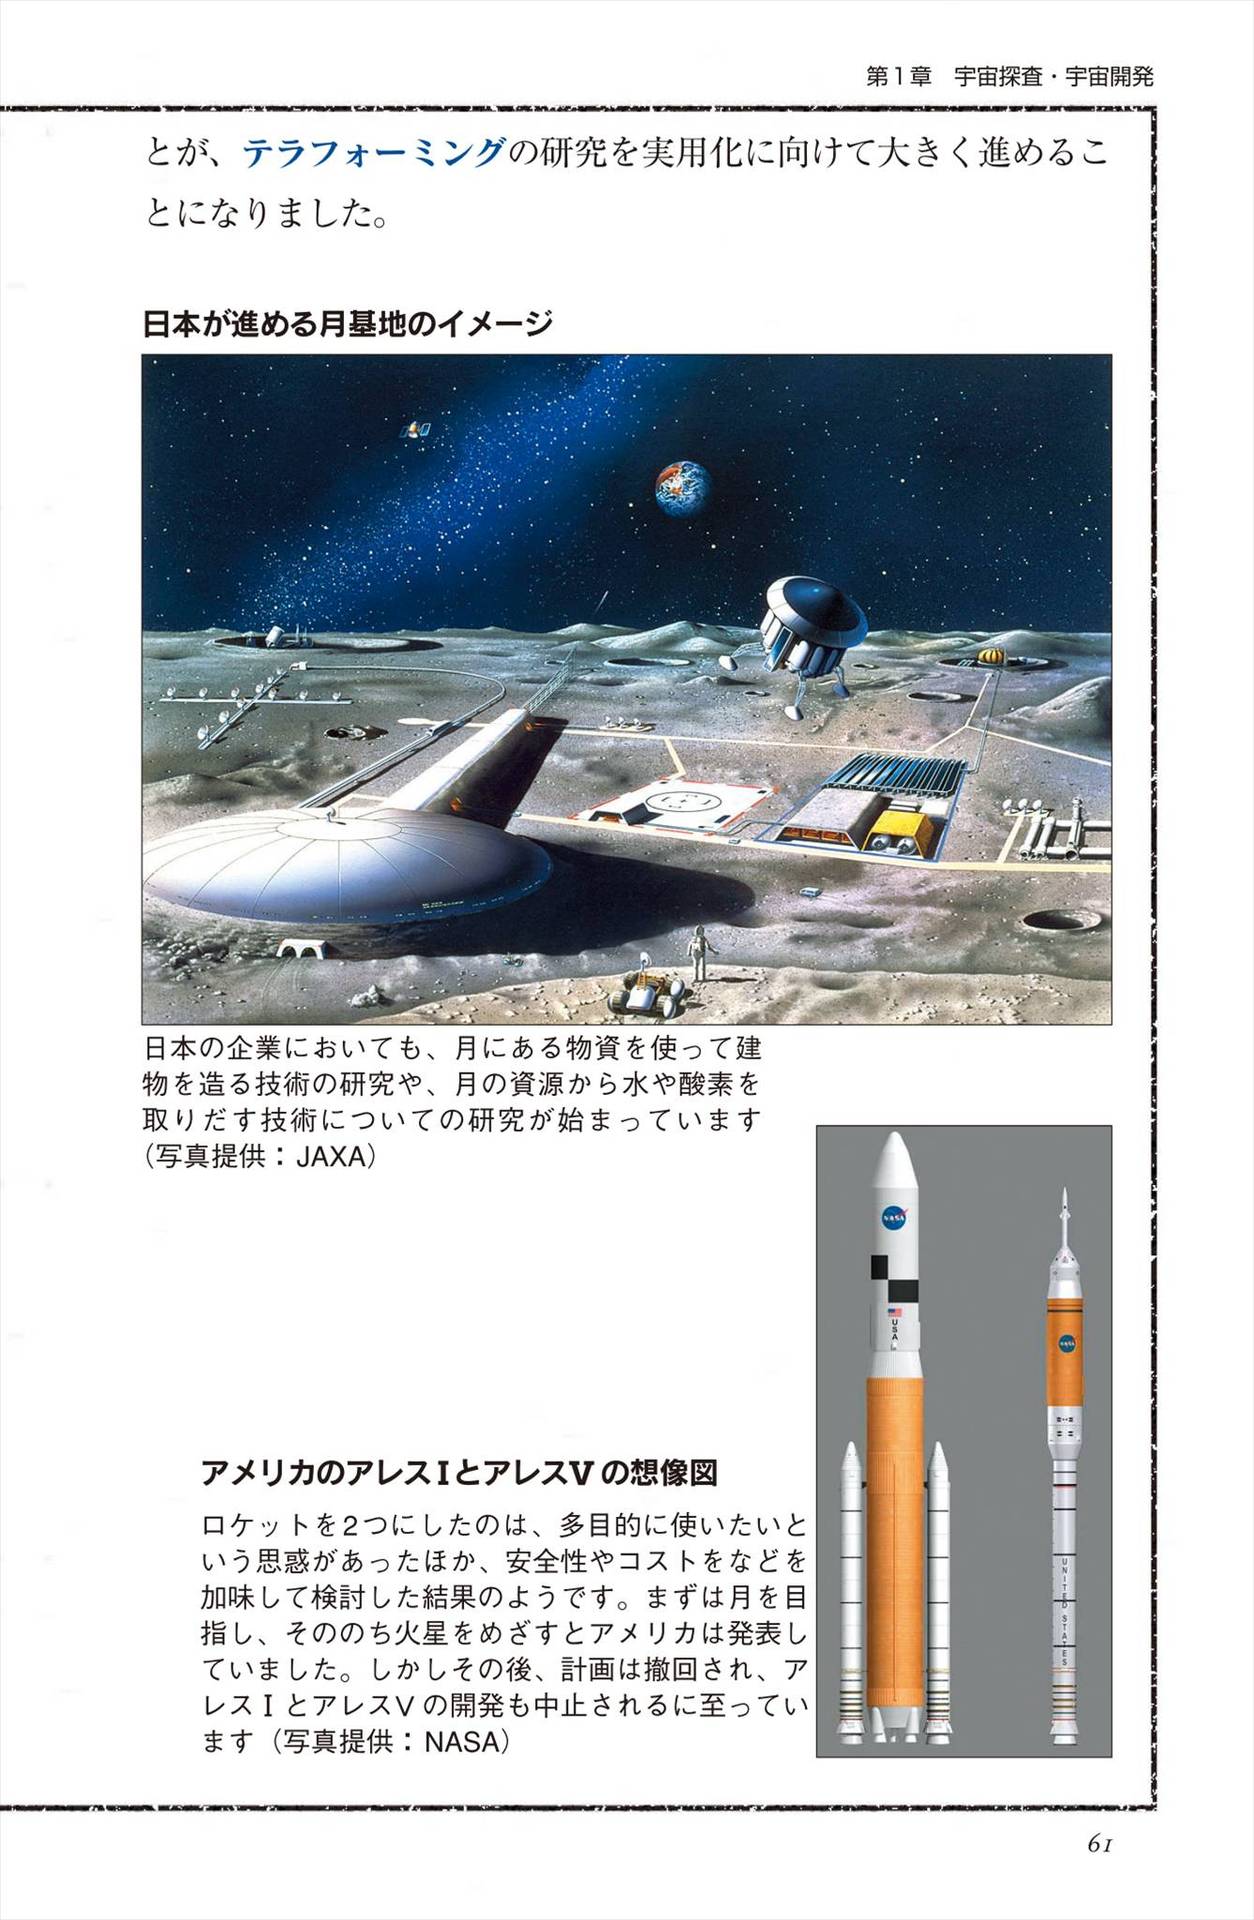 第1章　宇宙探査・宇宙開発
とが、テラフォーミングの研究を実用化に向けて大きく進めるこ
とになりました。
日本が進める月基地のイメージ
日本の企業においても、月にある物資を使って建
物を造る技術の研究や、月の資源から水や酸素を
取りだす技術についての研究が始まっています
（写真提供：JAXA）
NASA
USA
NASA
UNITED STATES
アメリカのアレスⅠとアレスⅤの想像図
ロケットを2つにしたのは、多目的に使いたいと
いう思惑があったほか、安全性やコストをなどを
加味して検討した結果のようです。まずは月を目
指し、そののち火星をめざすとアメリカは発表し
ていました。しかしその後、計画は撤回され、ア
レスⅠとアレスⅤの開発も中止されるに至ってい
ます（写真提供：NASA）
61